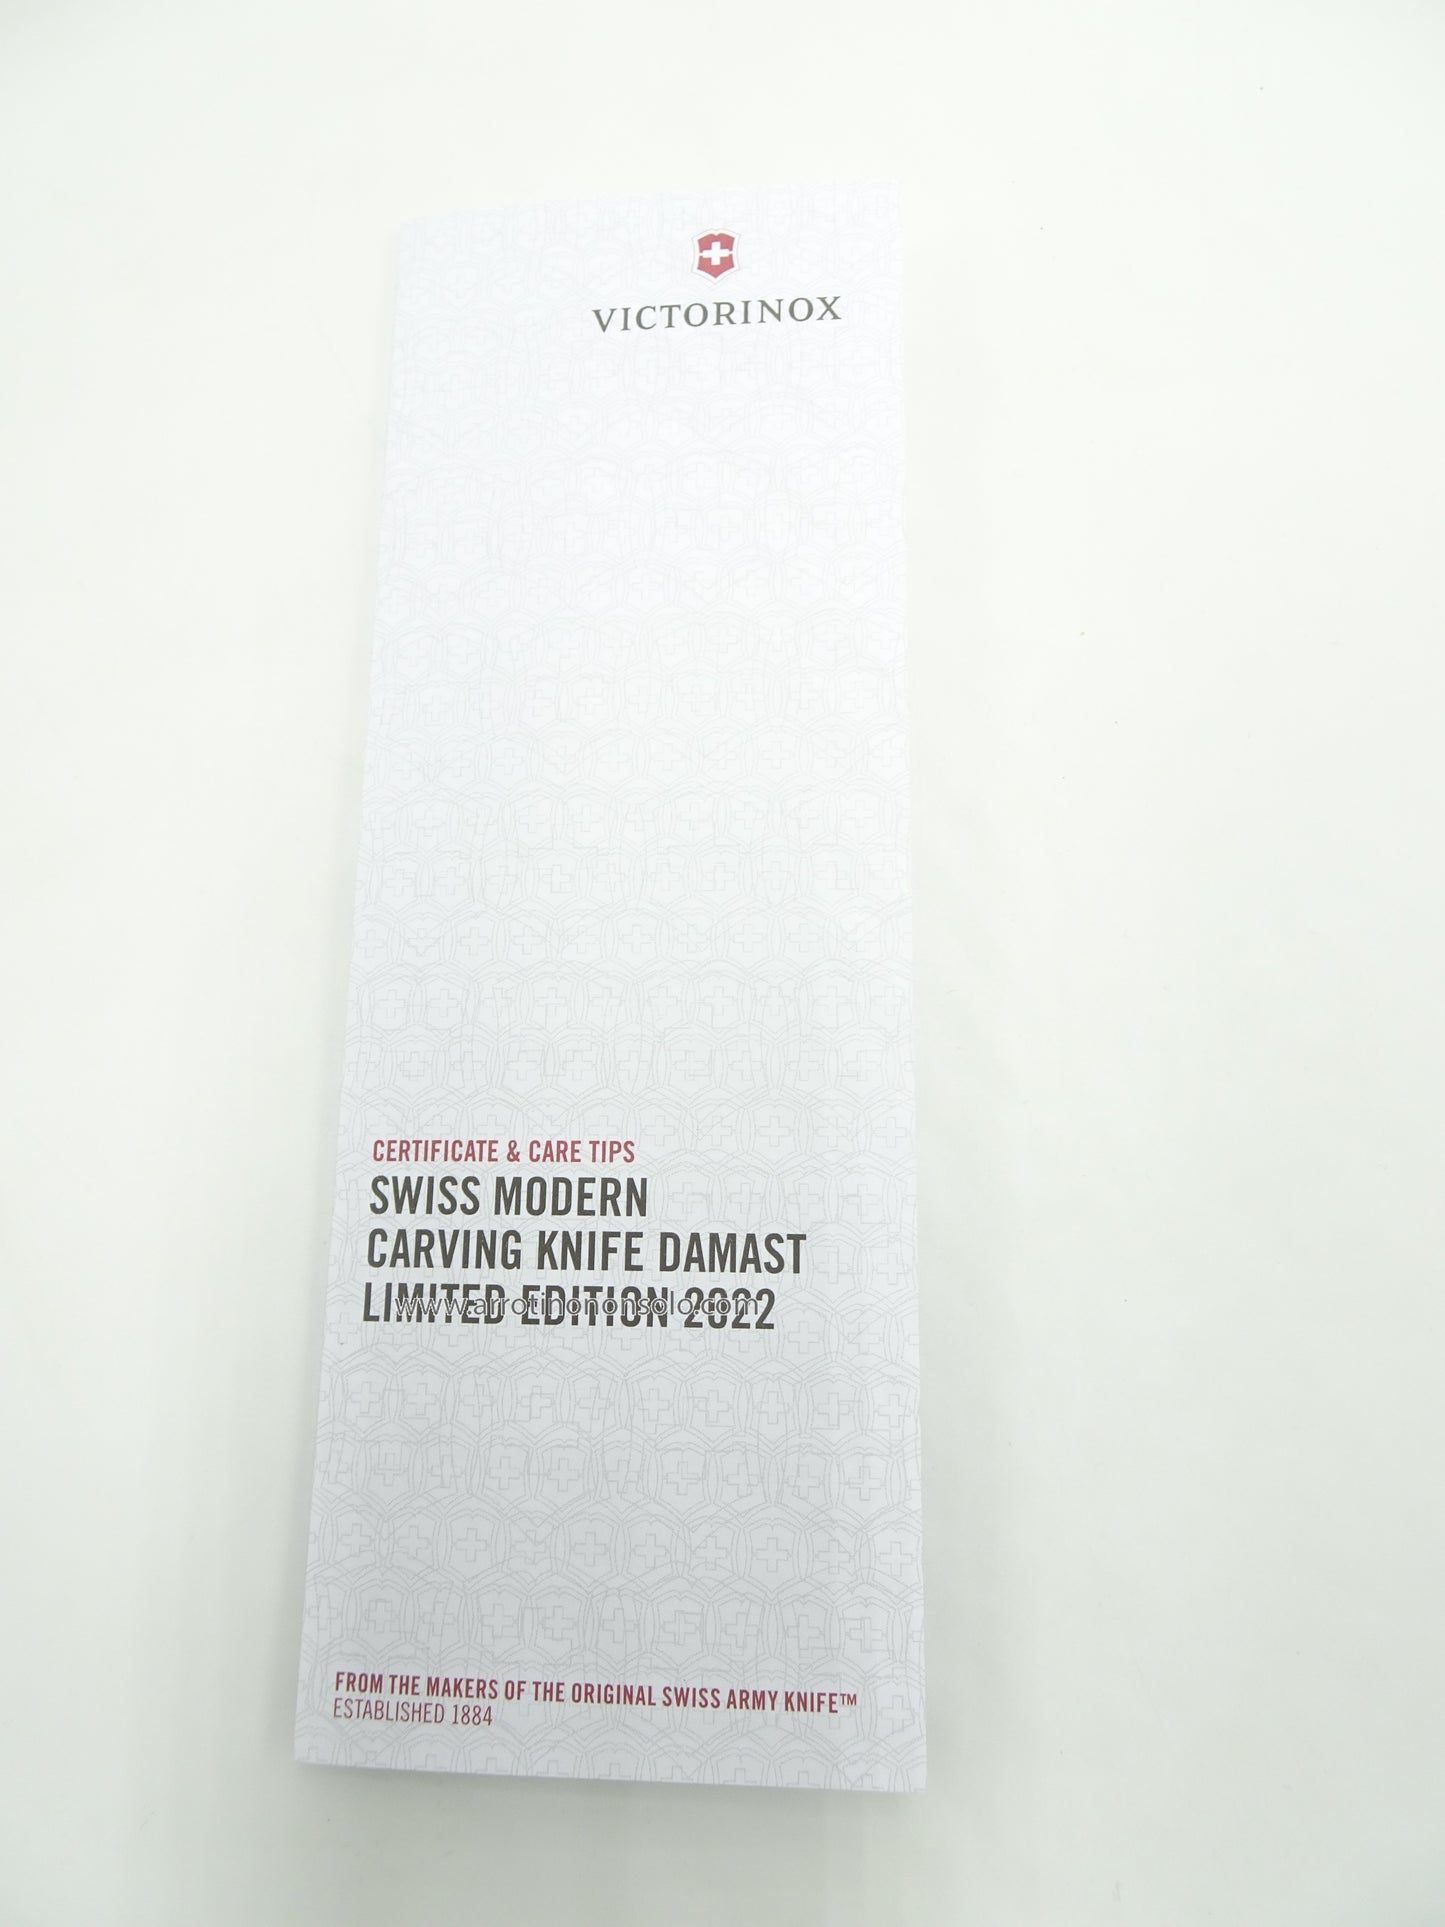 VICTORINOX
CERTIFICATE & CARE TIPS
SWISS MODERN
CARVING KNIFE DAMAST
LIMITED EDITION 2022
www.arrotinononsolo.com
FROM THE MAKERS OF THE ORIGINAL SWISS ARMY KNIFE™
ESTABLISHED 1884